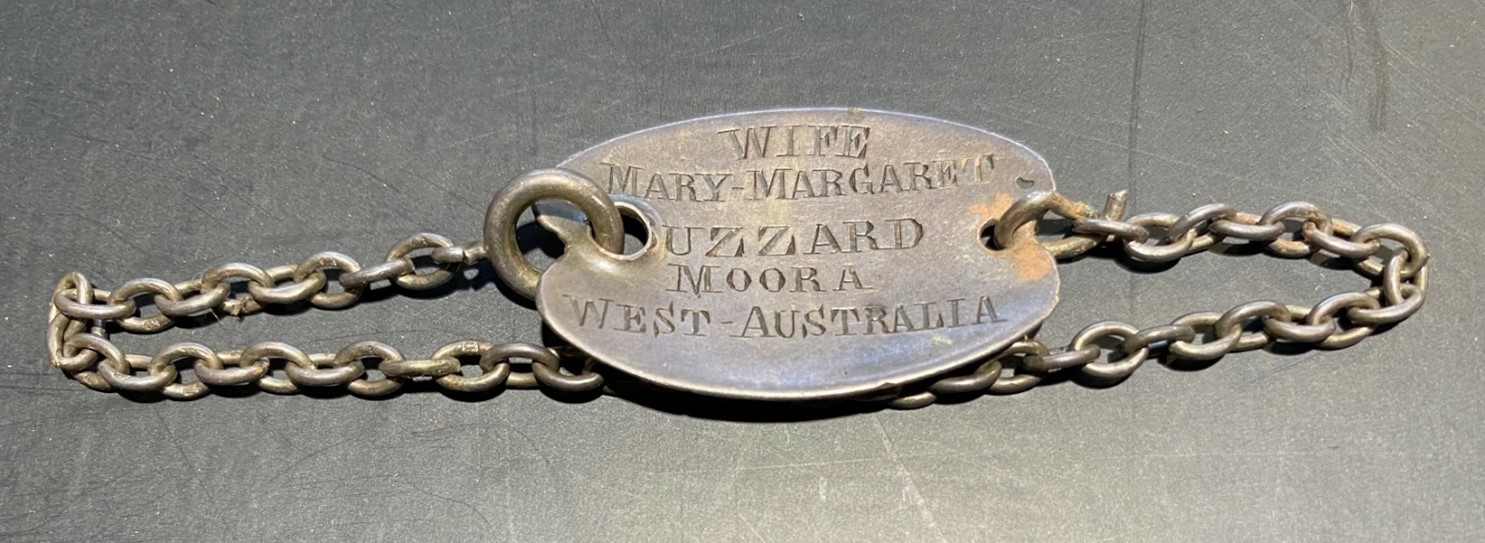 WIFE
MARY-MARGARET.
UZZARD
MOORA
WEST-AUSTRALIA